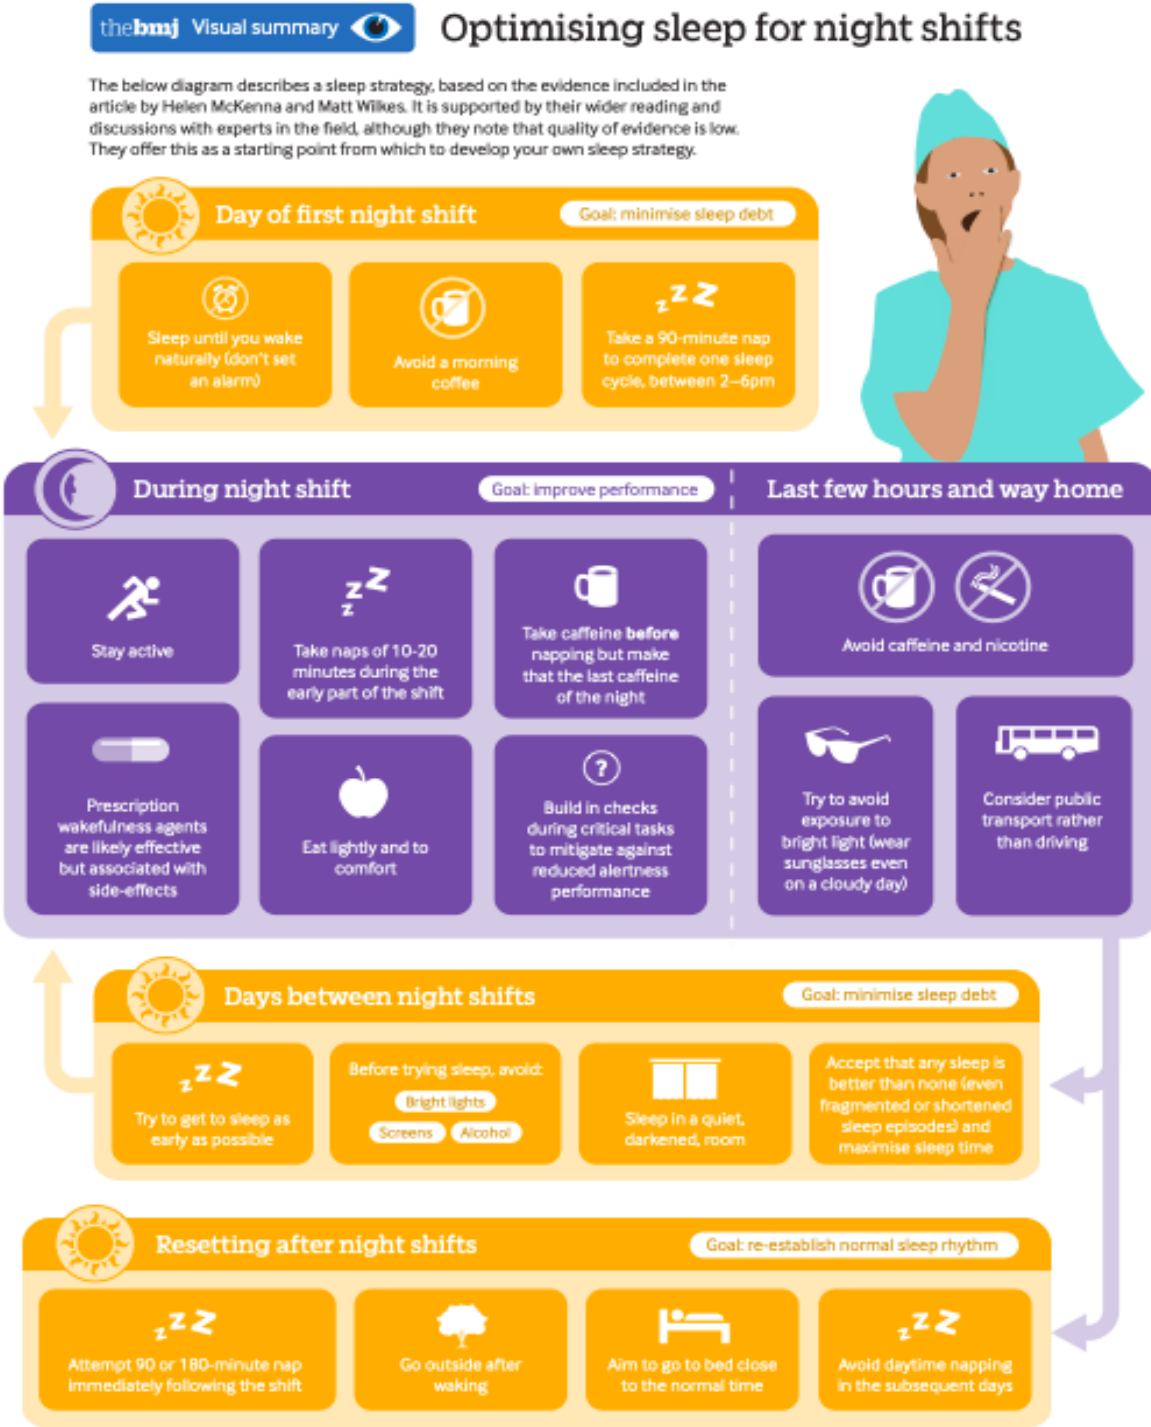 thebmj Visual summary
Optimising sleep for night shifts
The below diagram describes a sleep strategy, based on the evidence included in the
article by Helen McKenna and Matt Wilkes. It is supported by their wider reading and
discussions with experts in the field, although they note that quality of evidence is low.
They offer this as a starting point from which to develop your own sleep strategy.
Day of first night shift
Goal: minimise sleep debt
Sleep until you wake
naturally (don't set
an alarm)
Avoid a morning
coffee
zzZ
Take a 90-minute nap
to complete one sleep
cycle, between 2–6pm
During night shift
Goal: improve performance
Stay active
zzZ
Take naps of 10-20
minutes during the
early part of the shift
Take caffeine before
napping but make
that the last caffeine
of the night
Prescription
wakefulness agents
are likely effective
but associated with
side-effects
Eat lightly and to
comfort
?
Build in checks
during critical tasks
to mitigate against
reduced alertness
performance
Last few hours and way home
Avoid caffeine and nicotine
Try to avoid
exposure to
bright light (wear
sunglasses even
on a cloudy day)
Consider public
transport rather
than driving
Days between night shifts
Goal: minimise sleep debt
zzZ
Try to get to sleep as
early as possible
Before trying sleep, avoid:
Bright lights
Screens
Alcohol
Sleep in a quiet,
darkened, room
Accept that any sleep is
better than none (even
fragmented or shortened
sleep episodes) and
maximise sleep time
Resetting after night shifts
Goal: re-establish normal sleep rhythm
zzZ
Attempt 90 or 180-minute nap
immediately following the shift
Go outside after
waking
Aim to go to bed close
to the normal time
zzZ
Avoid daytime napping
in the subsequent days